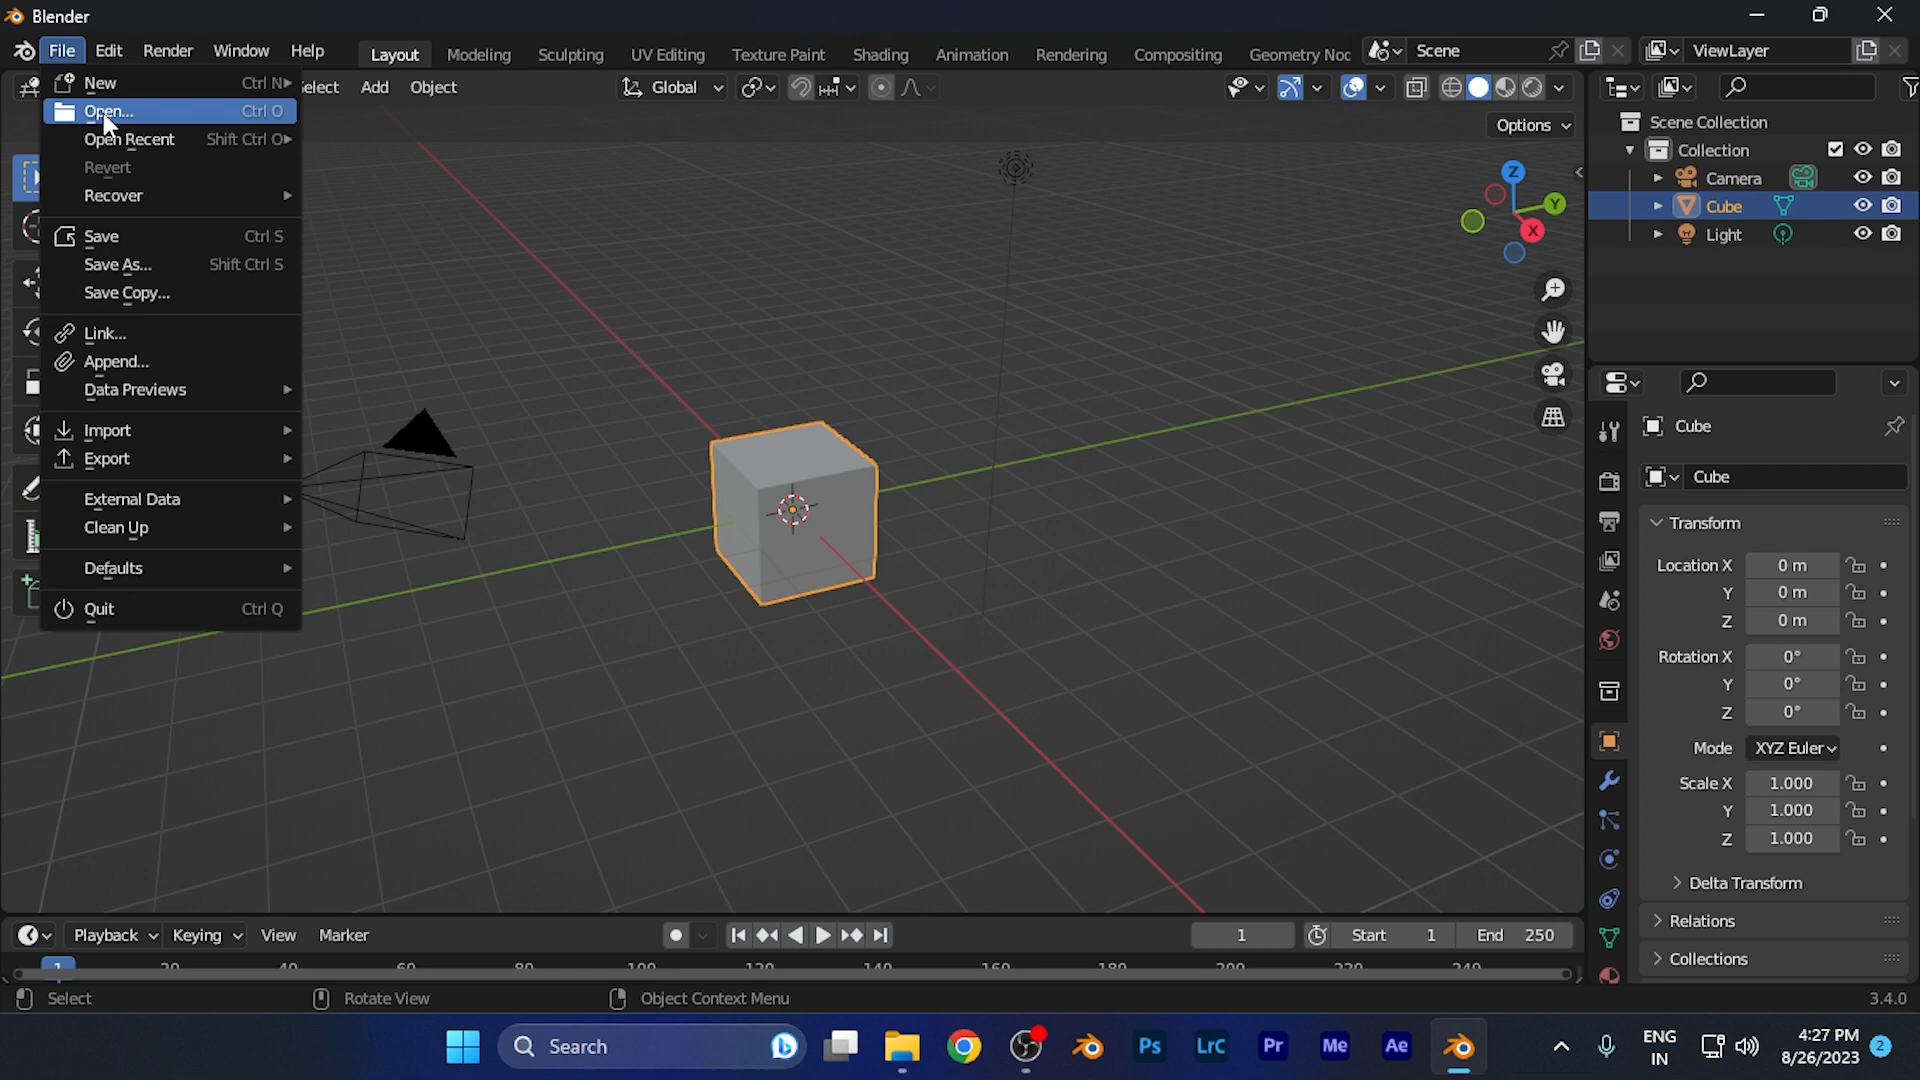 Blender
File Edit Render Window Help Layout Modeling Sculpting UV Editing Texture Paint Shading Animation Rendering Compositing Geometry Noc Scene ViewLayer
New Ctrl N
elect Add Object Global
Open... Ctrl O
Open Recent Shift Ctrl O
Revert
Recover
Save Ctrl S
Save As... Shift Ctrl S
Save Copy...
Link...
Append...
Data Previews
Import
Export
External Data
Clean Up
Defaults
Quit Ctrl Q
Options
Z
Y
X
Scene Collection
Collection
Camera
Cube
Light
Cube
Cube
Transform
Location X 0 m
Y 0 m
Z 0 m
Rotation X 0°
Y 0°
Z 0°
Mode XYZ Euler
Scale X 1.000
Y 1.000
Z 1.000
Delta Transform
Relations
Collections
Playback Keying View Marker 1 Start 1 End 250
1 20 40 60 80 100 120 140 160 180 200 220 240
Select Rotate View Object Context Menu 3.4.0
Search Ps LrC Pr Me Ae ENG
IN
4:27 PM
8/26/2023
2